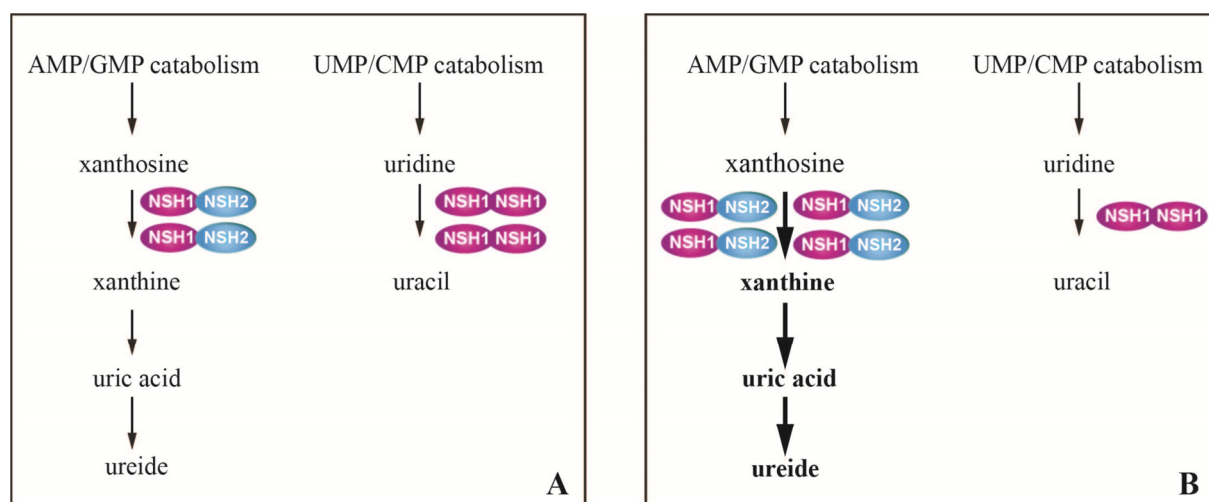 AMP/GMP catabolism
UMP/CMP catabolism
xanthosine
uridine
NSH1 NSH2
NSH1 NSH1
NSH1 NSH2
NSH1 NSH1
xanthine
uracil
uric acid
ureide
A
AMP/GMP catabolism
UMP/CMP catabolism
xanthosine
uridine
NSH1 NSH2
NSH1 NSH2
NSH1 NSH1
NSH1 NSH2
NSH1 NSH2
xanthine
uracil
uric acid
ureide
B